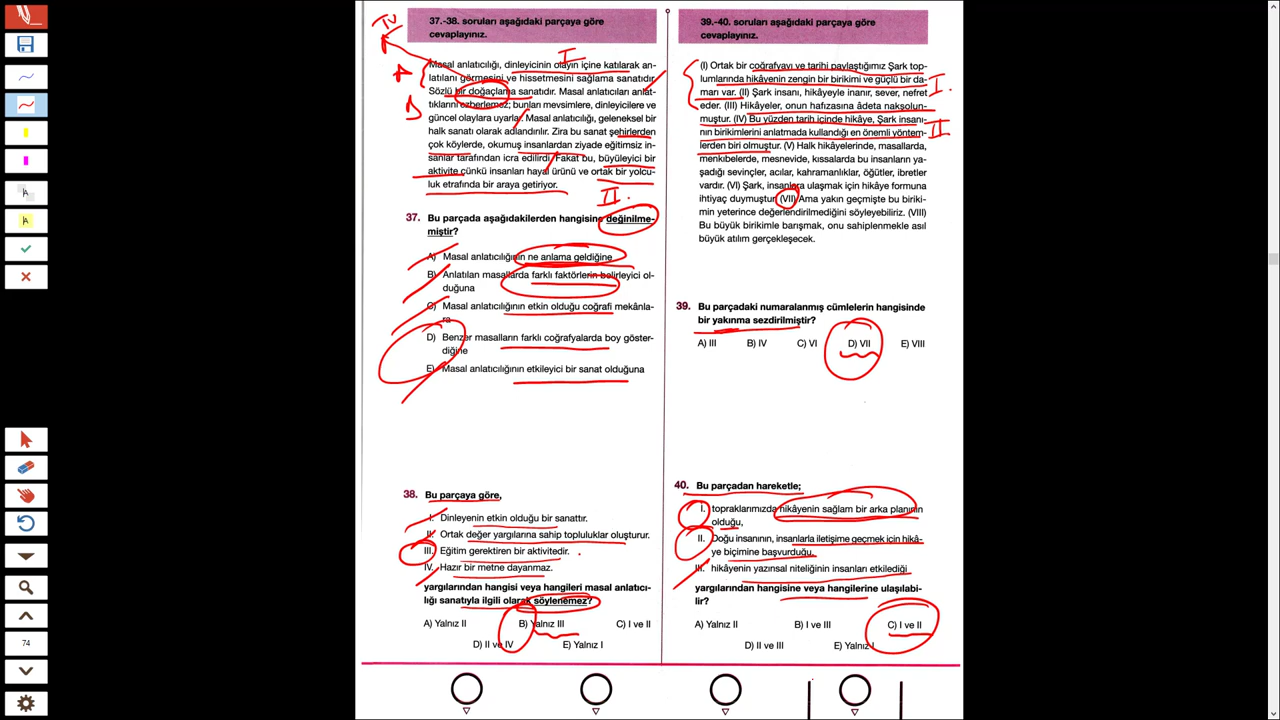 37.-38. soruları aşağıdaki parçaya göre
cevaplayınız.
IV
I
A
Masal anlatıcılığı, dinleyicinin olayın içine katılarak an-
latılanı görmesini ve hissetmesini sağlama sanatıdır.
Sözlü bir doğaçlama sanatıdır. Masal anlatıcıları anlat-
tıklarını ezberlemez; bunları mevsimlere, dinleyicilere ve
güncel olaylara uyarlar. Masal anlatıcılığı, geleneksel bir
halk sanatı olarak adlandırılır. Zira bu sanat şehirlerden
çok köylerde, okumuş insanlardan ziyade eğitimsiz in-
sanlar tarafından icra edilirdi. Fakat bu, büyüleyici bir
aktivite çünkü insanları hayal ürünü ve ortak bir yolcu-
luk etrafında bir araya getiriyor.
B
II.
37. Bu parçada aşağıdakilerden hangisine değinilme-
miştir?
A) Masal anlatıcılığının ne anlama geldiğine
B) Anlatılan masallarda farklı faktörlerin belirleyici ol-
duğuna
C) Masal anlatıcılığının etkin olduğu coğrafi mekânla-
ra
D) Benzer masalların farklı coğrafyalarda boy göster-
diğine
E) Masal anlatıcılığının etkileyici bir sanat olduğuna
38. Bu parçaya göre,
I. Dinleyenin etkin olduğu bir sanattır.
II. Ortak değer yargılarına sahip topluluklar oluşturur.
III. Eğitim gerektiren bir aktivitedir.
IV. Hazır bir metne dayanmaz.
yargılarından hangisi veya hangileri masal anlatıcı-
lığı sanatıyla ilgili olarak söylenemez?
A) Yalnız II B) Yalnız III C) I ve II
D) II ve IV E) Yalnız I
39.-40. soruları aşağıdaki parçaya göre
cevaplayınız.
(I) Ortak bir coğrafyayı ve tarihi paylaştığımız Şark top-
lumlarında hikâyenin zengin bir birikimi ve güçlü bir da-
marı var. (II) Şark insanı, hikâyeyle inanır, sever, nefret
eder. (III) Hikâyeler, onun hafızasına âdeta nakşolun-
muştur. (IV) Bu yüzden tarih içinde hikâye, Şark insanı-
nın birikimlerini anlatmada kullandığı en önemli yöntem-
lerden biri olmuştur. (V) Halk hikâyelerinde, masallarda,
menkıbelerde, mesnevide, kıssalarda bu insanların ya-
şadığı sevinçler, acılar, kahramanlıklar, öğütler, ibretler
vardır. (VI) Şark, insanlara ulaşmak için hikâye formuna
ihtiyaç duymuştur. (VII) Ama yakın geçmişte bu biriki-
min yeterince değerlendirilmediğini söyleyebiliriz. (VIII)
Bu büyük birikimle barışmak, onu sahiplenmekle asıl
büyük atılım gerçekleşecek.
I.
II
39. Bu parçadaki numaralanmış cümlelerin hangisinde
bir yakınma sezdirilmiştir?
A) III B) IV C) VI D) VII E) VIII
40. Bu parçadan hareketle;
I. topraklarımızda hikâyenin sağlam bir arka planının
olduğu,
II. Doğu insanının, insanlarla iletişime geçmek için hikâ-
ye biçimine başvurduğu,
III. hikâyenin yazınsal niteliğinin insanları etkilediği
yargılarından hangisine veya hangilerine ulaşılabi-
lir?
A) Yalnız II B) I ve III C) I ve II
D) II ve III E) Yalnız I
74